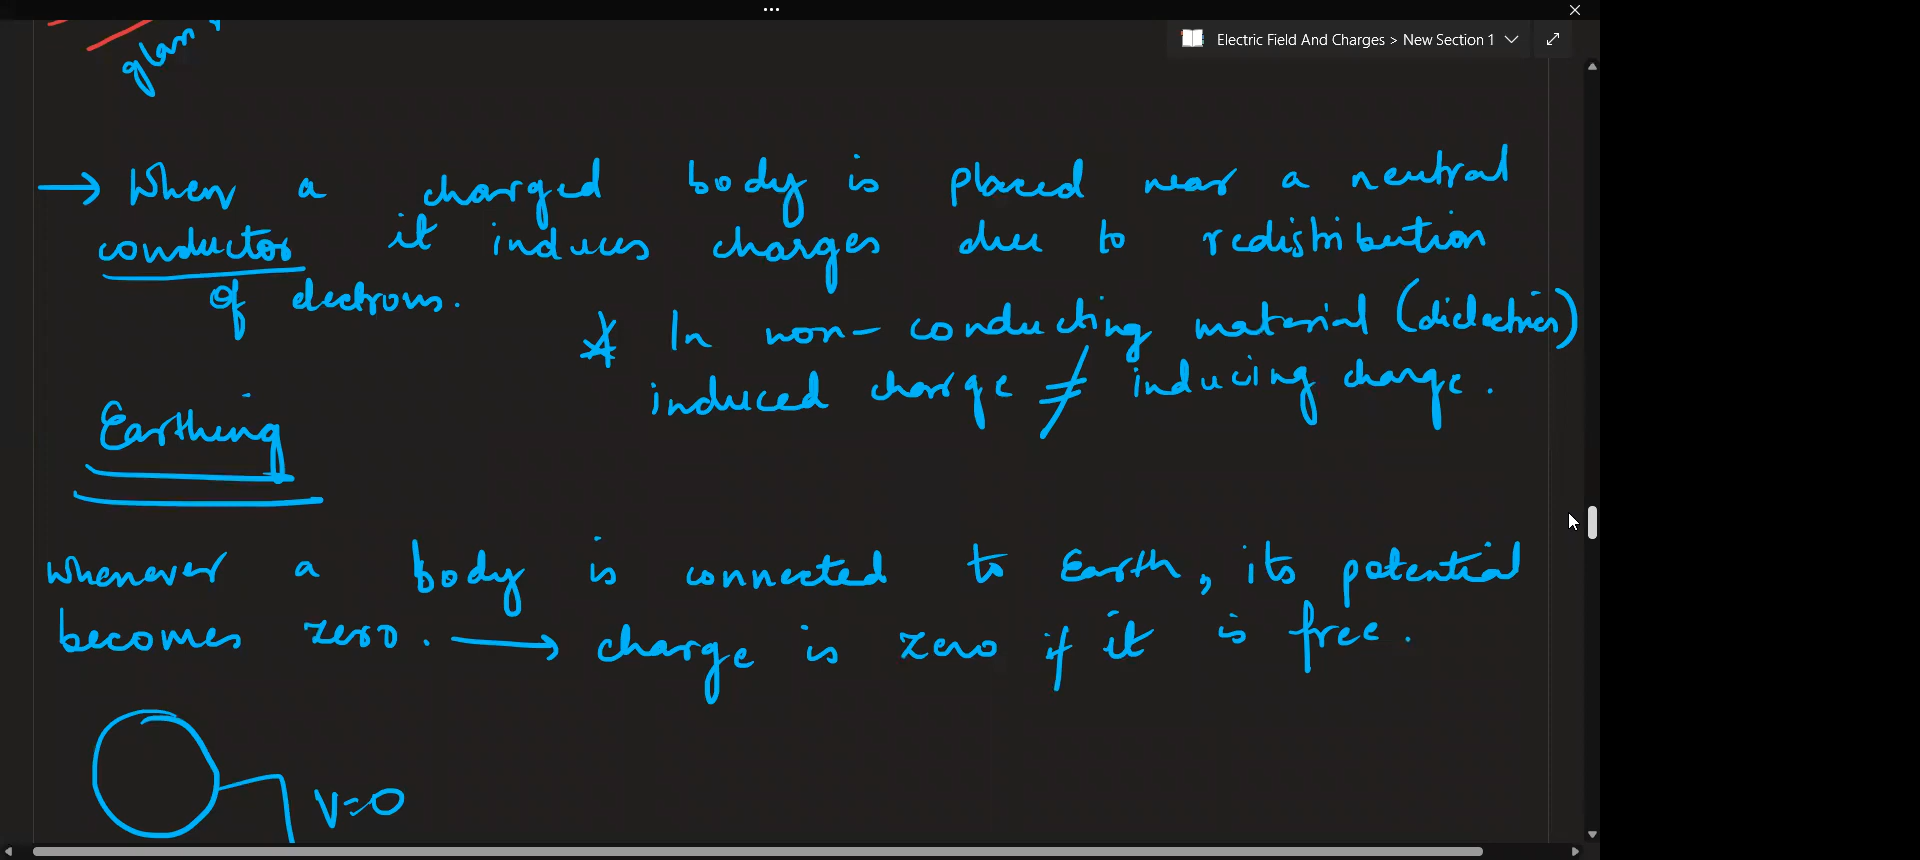 Electric Field And Charges > New Section 1
glass
→ When a charged body is placed near a neutral
conductor it induces charges due to redistribution
of electrons.
* In non-conducting material (dielectrics)
induced charge ≠ inducing charge.
Earthing
whenever a body is connected to Earth, its potential
becomes zero. → charge is zero if it is free.
V=0